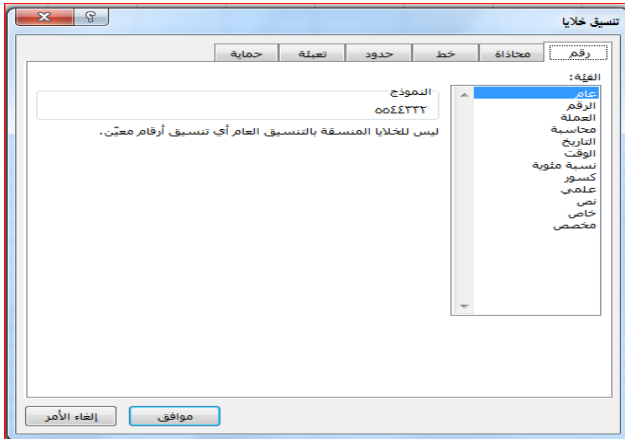 تنسيق خلايا
رقم
محاذاة
خط
حدود
تعبئة
حماية
الفئة:
عام
الرقم
العملة
محاسبة
التاريخ
الوقت
نسبة مئوية
كسور
علمي
نص
خاص
مخصص
النموذج
٥٥٤٤٣٣٢
ليس للخلايا المنسقة بالتنسيق العام أي تنسيق أرقام معيّن.
موافق
إلغاء الأمر